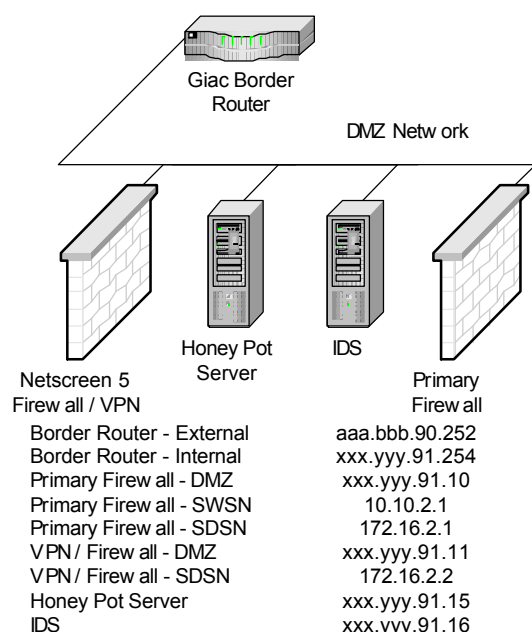 Giac Border
Router
DMZ Netw ork
Honey Pot
Server
IDS
Netscreen 5
Firew all / VPN
Primary
Firew all
Border Router - External aaa.bbb.90.252
Border Router - Internal xxx.yyy.91.254
Primary Firew all - DMZ xxx.yyy.91.10
Primary Firew all - SWSN 10.10.2.1
Primary Firew all - SDSN 172.16.2.1
VPN / Firew all - DMZ xxx.yyy.91.11
VPN / Firew all - SDSN 172.16.2.2
Honey Pot Server xxx.yyy.91.15
IDS xxx.yyy.91.16